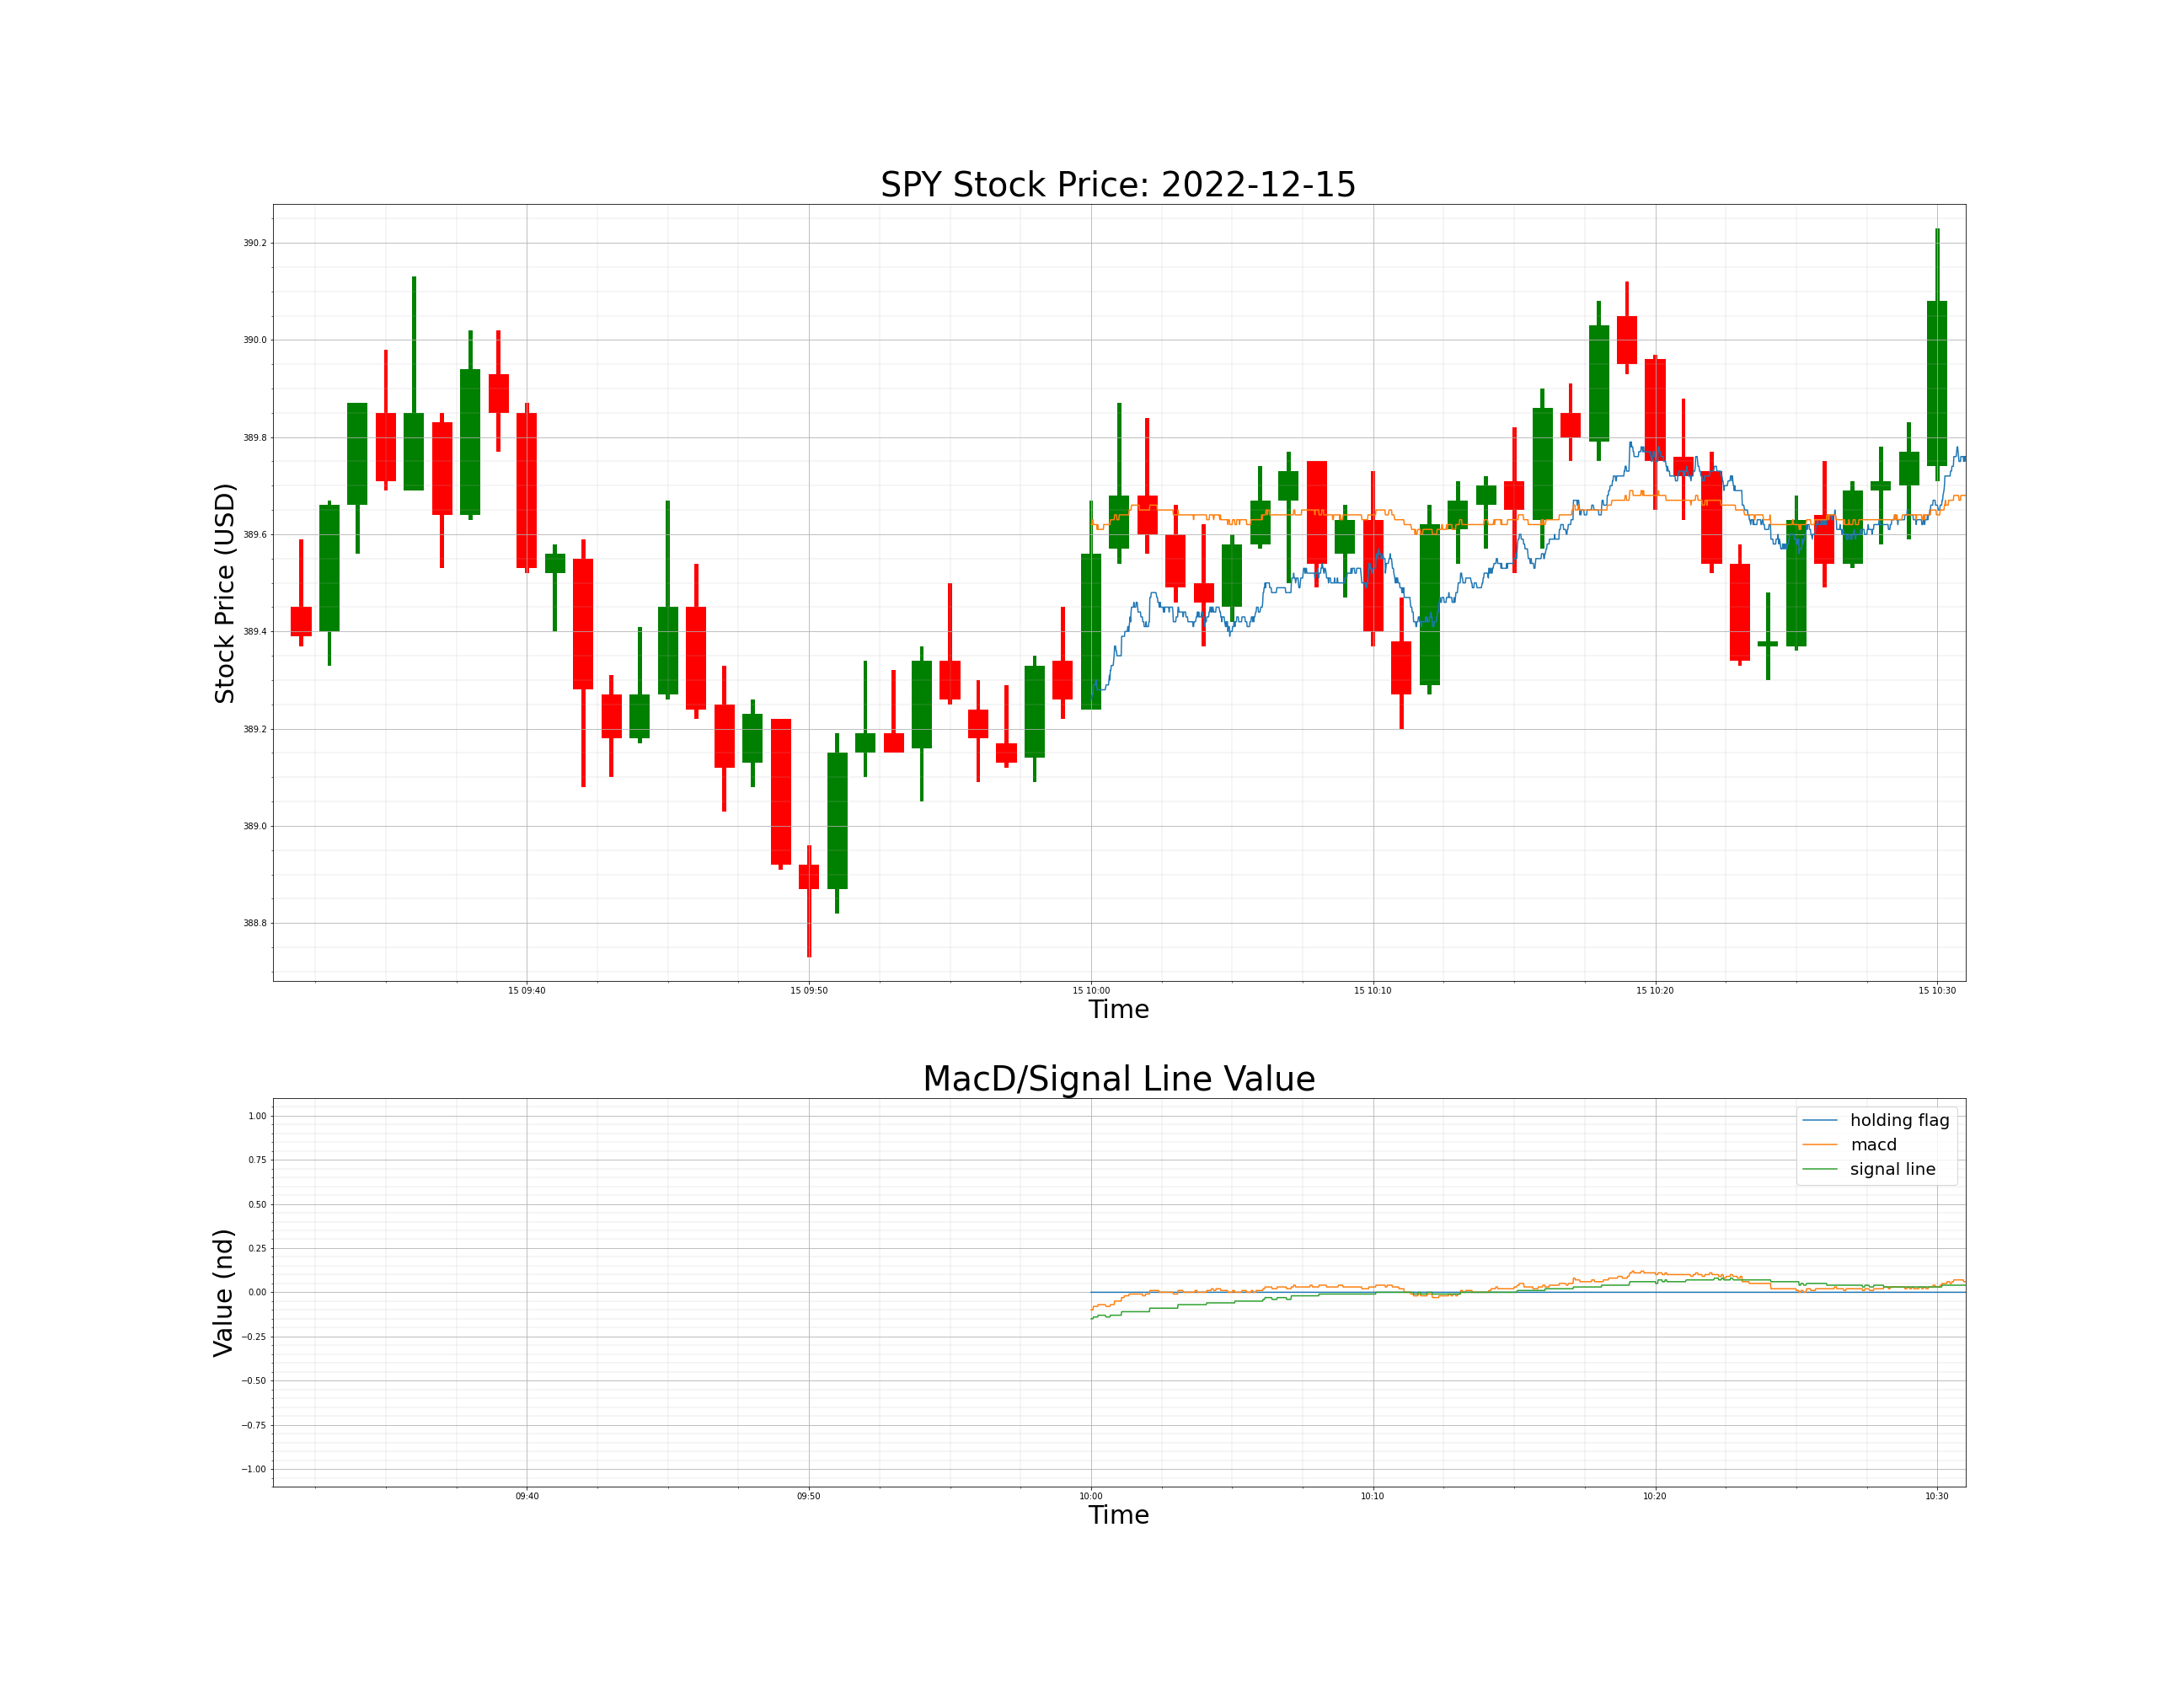 SPY Stock Price: 2022-12-15
390.2
390.0
389.8
389.6
389.4
389.2
389.0
388.8
Stock Price (USD)
15 09:40 15 09:50 15 10:00 15 10:10 15 10:20 15 10:30
Time
MacD/Signal Line Value
1.00
0.75
0.50
0.25
0.00
−0.25
−0.50
−0.75
−1.00
Value (nd)
holding flag
macd
signal line
09:40 09:50 10:00 10:10 10:20 10:30
Time